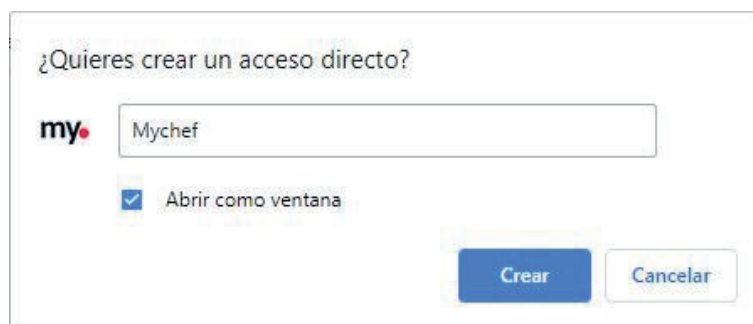 ¿Quieres crear un acceso directo?
my.
Mychef
Abrir como ventana
Crear
Cancelar